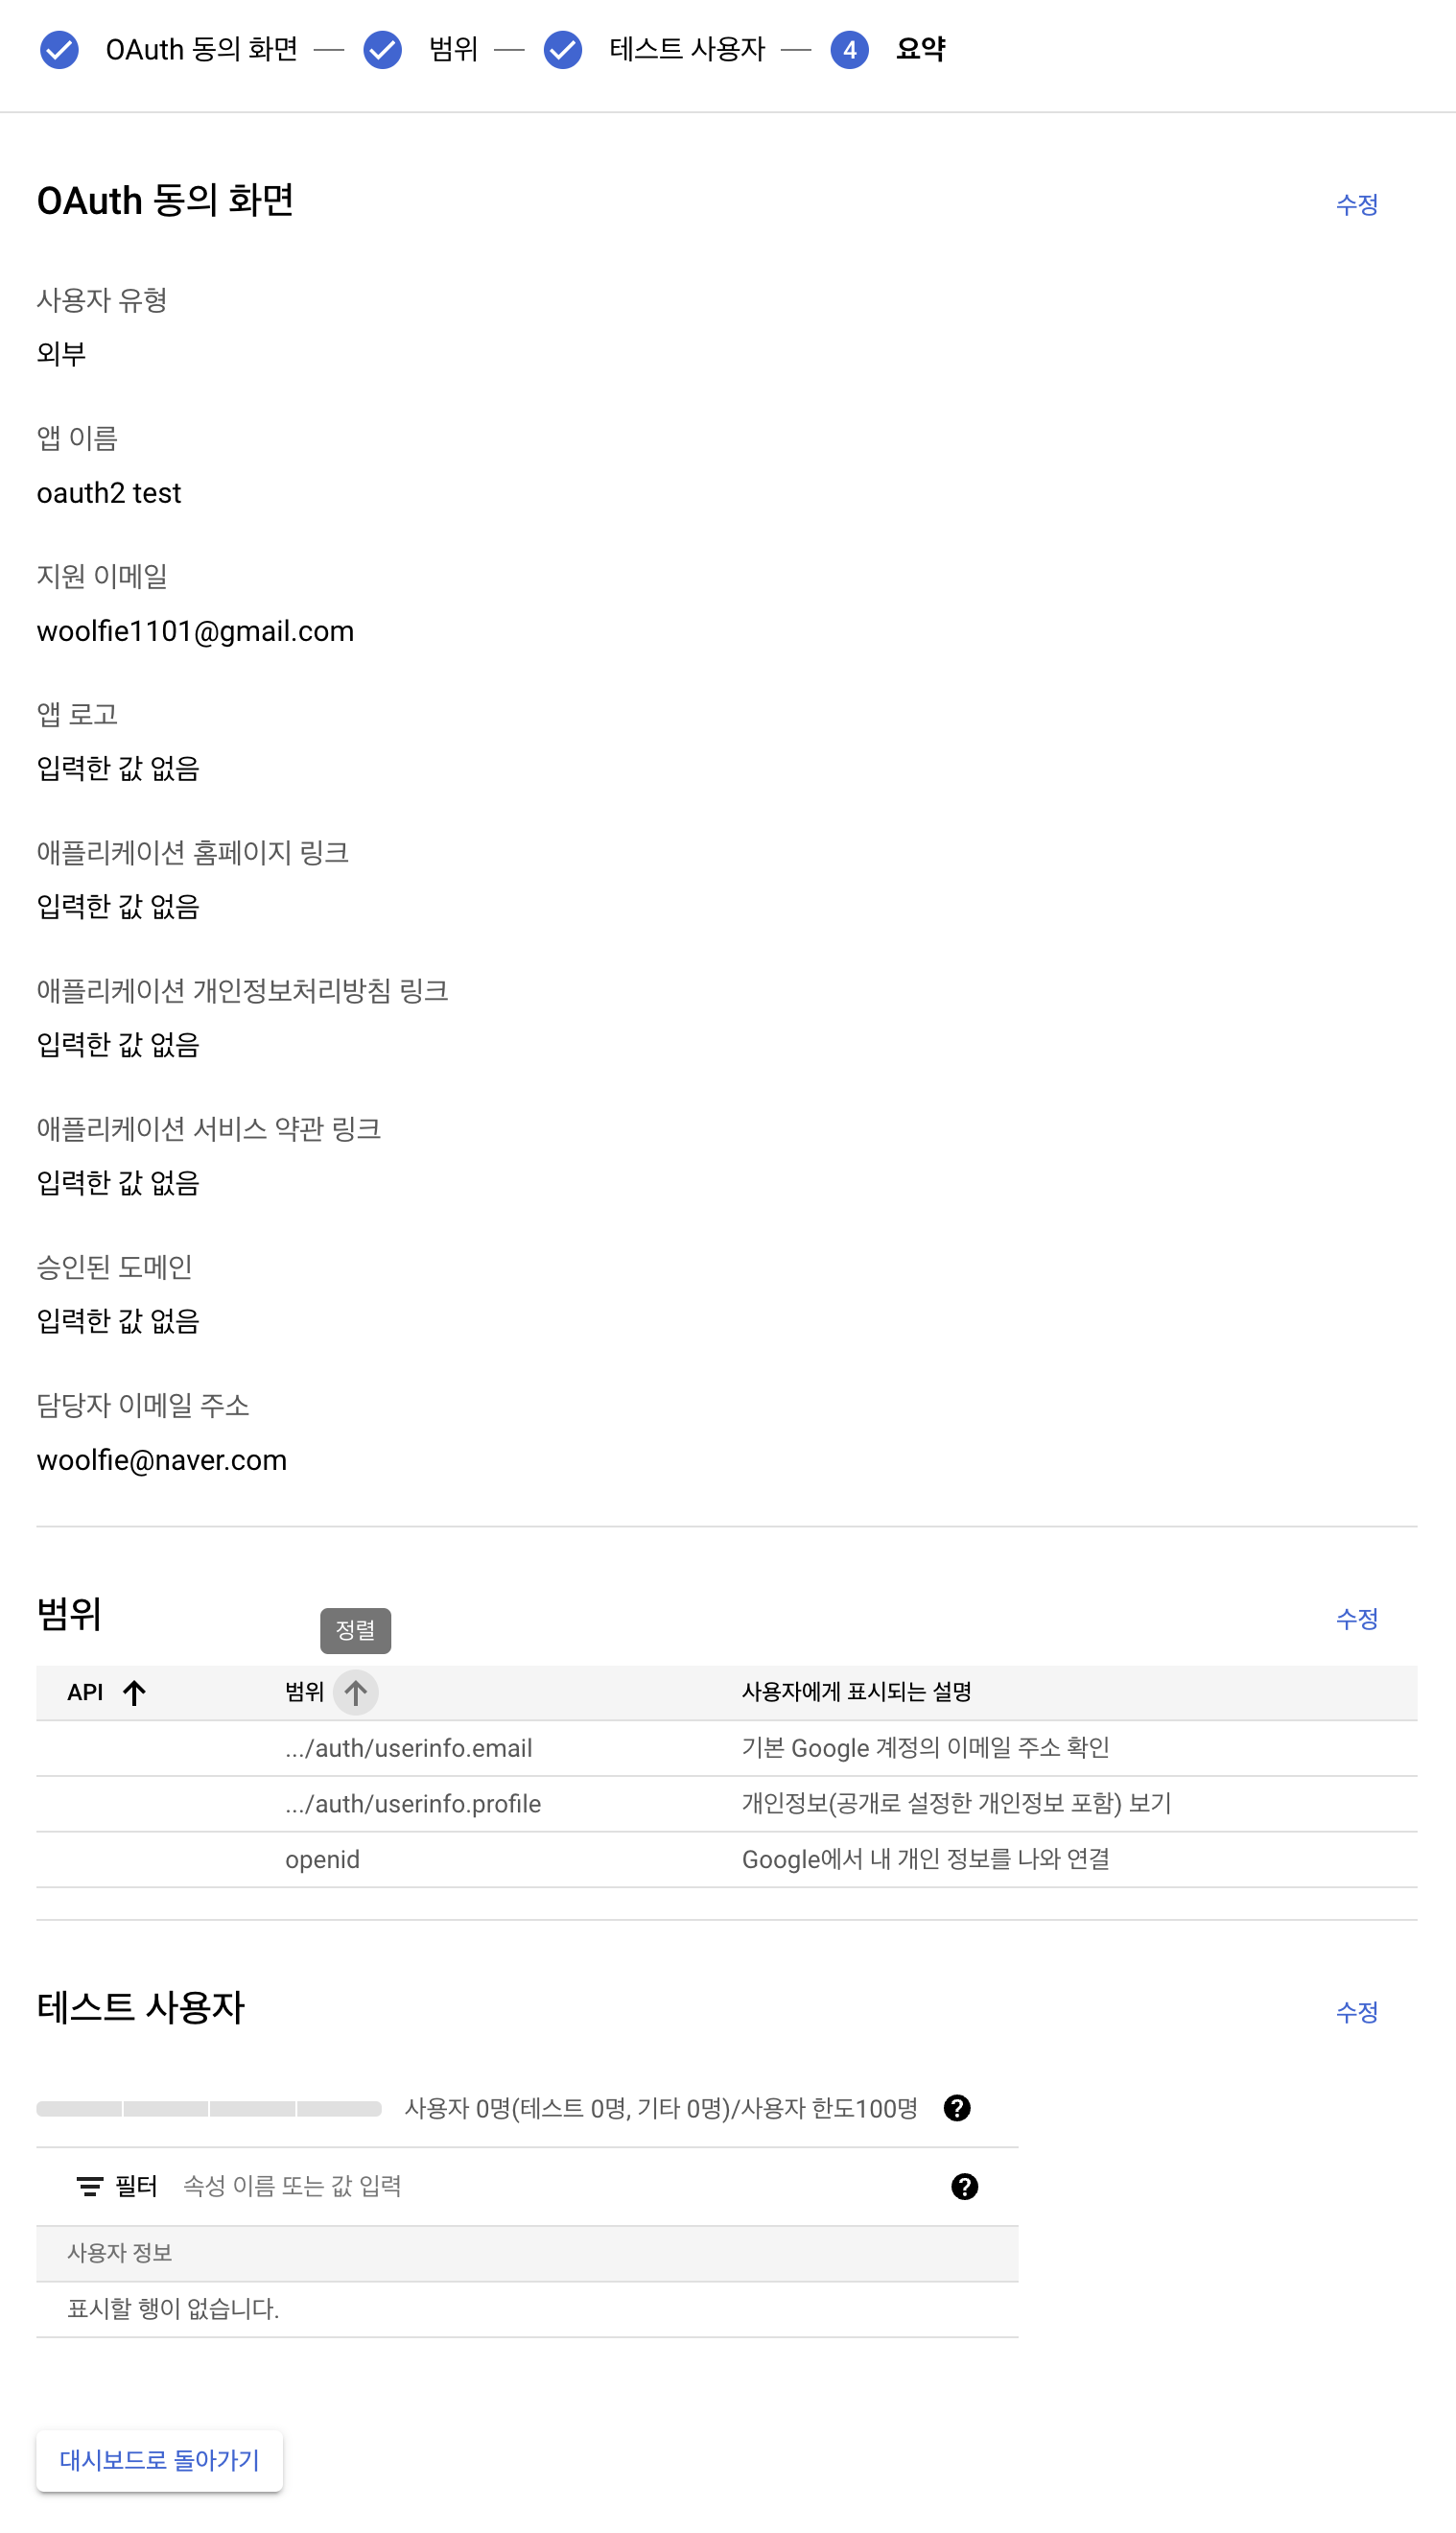 OAuth 동의 화면 — 범위 — 테스트 사용자 — 4 요약
OAuth 동의 화면 수정
사용자 유형
외부
앱 이름
oauth2 test
지원 이메일
woolfie1101@gmail.com
앱 로고
입력한 값 없음
애플리케이션 홈페이지 링크
입력한 값 없음
애플리케이션 개인정보처리방침 링크
입력한 값 없음
애플리케이션 서비스 약관 링크
입력한 값 없음
승인된 도메인
입력한 값 없음
담당자 이메일 주소
woolfie@naver.com
범위 수정
정렬
API 범위 사용자에게 표시되는 설명
.../auth/userinfo.email 기본 Google 계정의 이메일 주소 확인
.../auth/userinfo.profile 개인정보(공개로 설정한 개인정보 포함) 보기
openid Google에서 내 개인 정보를 나와 연결
테스트 사용자 수정
사용자 0명(테스트 0명, 기타 0명)/사용자 한도100명 ?
필터 속성 이름 또는 값 입력 ?
사용자 정보
표시할 행이 없습니다.
대시보드로 돌아가기